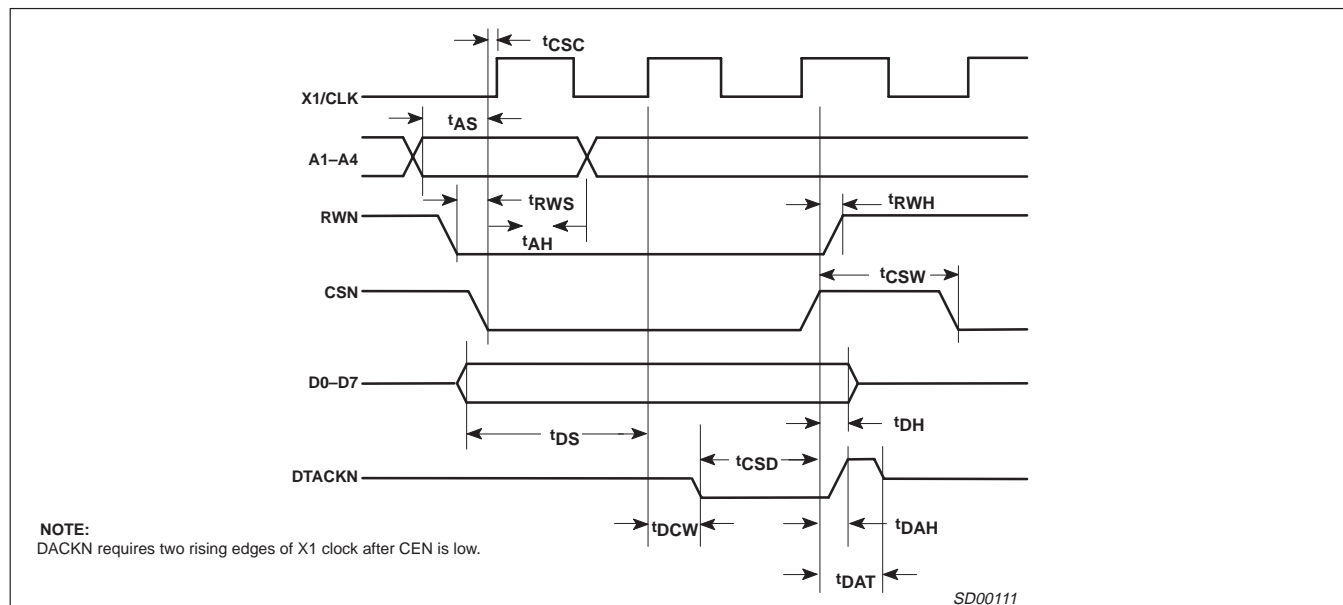 tCSC
X1/CLK
tAS
A1–A4
tRWS
tRWH
RWN
tAH
tCSW
CSN
D0–D7
tDH
tDS
tCSD
DTACKN
tDCW
tDAH
NOTE:
DACKN requires two rising edges of X1 clock after CEN is low.
tDAT
SD00111